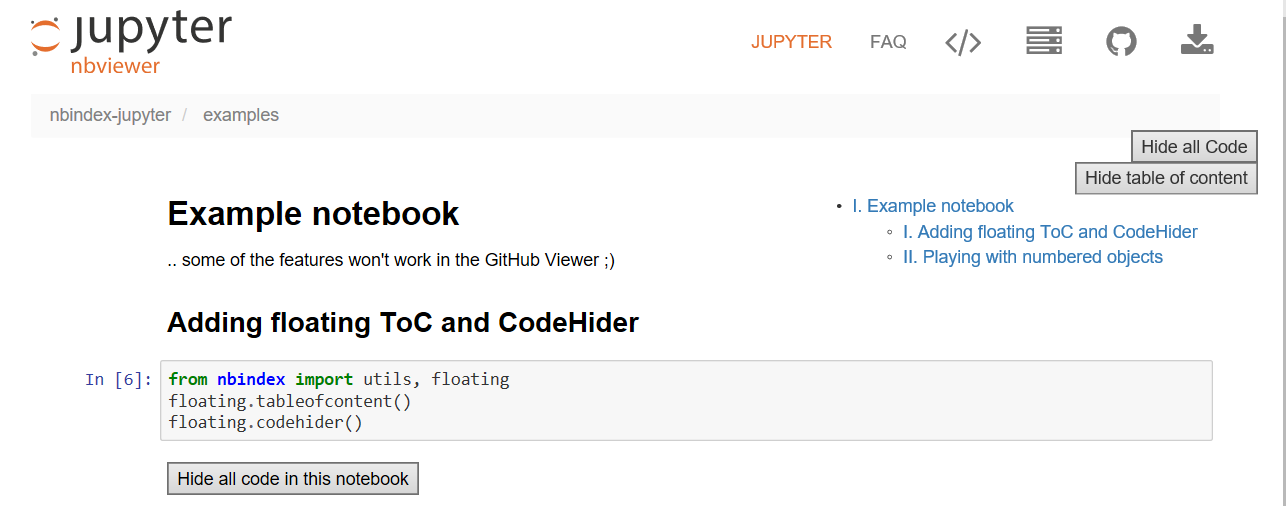 jupyter
nbviewer
JUPYTER FAQ
nbindex-jupyter / examples
Hide all Code
Hide table of content
Example notebook
.. some of the features won't work in the GitHub Viewer ;)
• I. Example notebook
◦ I. Adding floating ToC and CodeHider
◦ II. Playing with numbered objects
Adding floating ToC and CodeHider
In [6]: from nbindex import utils, floating
floating.tableofcontent()
floating.codehider()
Hide all code in this notebook